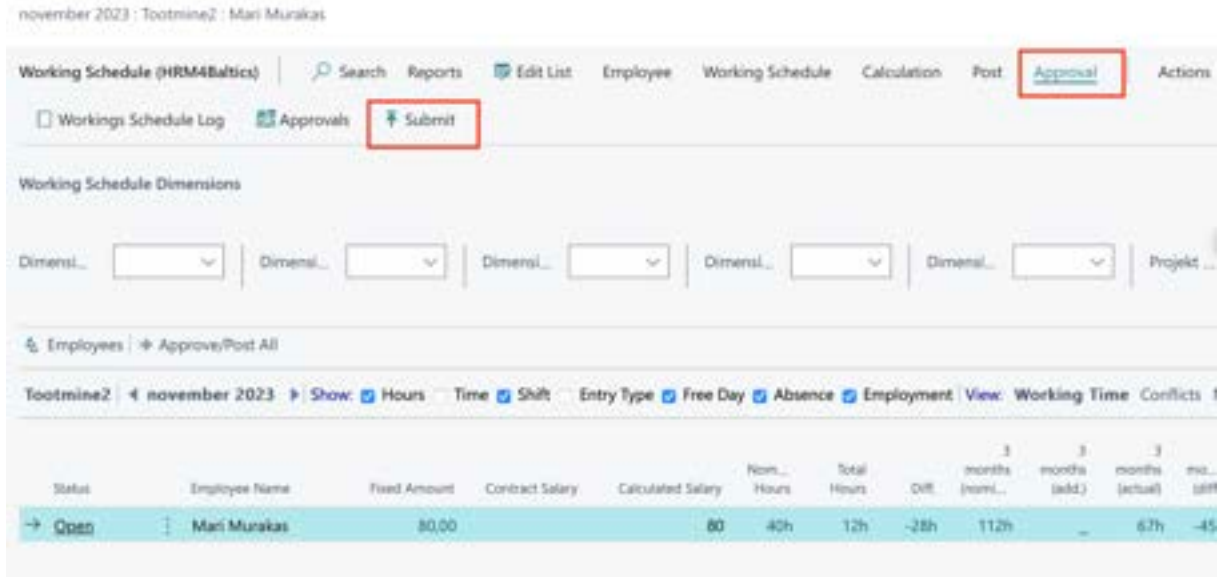 november 2023 : Tootmine2 : Mari Murakas
Working Schedule (HRM4Baltics) Search Reports Edit List Employee Working Schedule Calculation Post Approval Actions
Workings Schedule Log Approvals Submit
Working Schedule Dimensions
Dimensi... Dimensi... Dimensi... Dimensi... Dimensi... Projekt ...
Employees Approve/Post All
Tootmine2 november 2023 Show: Hours Time Shift Entry Type Free Day Absence Employment View: Working Time Conflicts
3 3 3
Nom... Total months months months mo...
Status Employee Name Fixed Amount Contract Salary Calculated Salary Hours Hours Diff. (nomi... (add.) (actual) (diff
Open Mari Murakas 80,00 80 40h 12h -28h 112h _ 67h -45